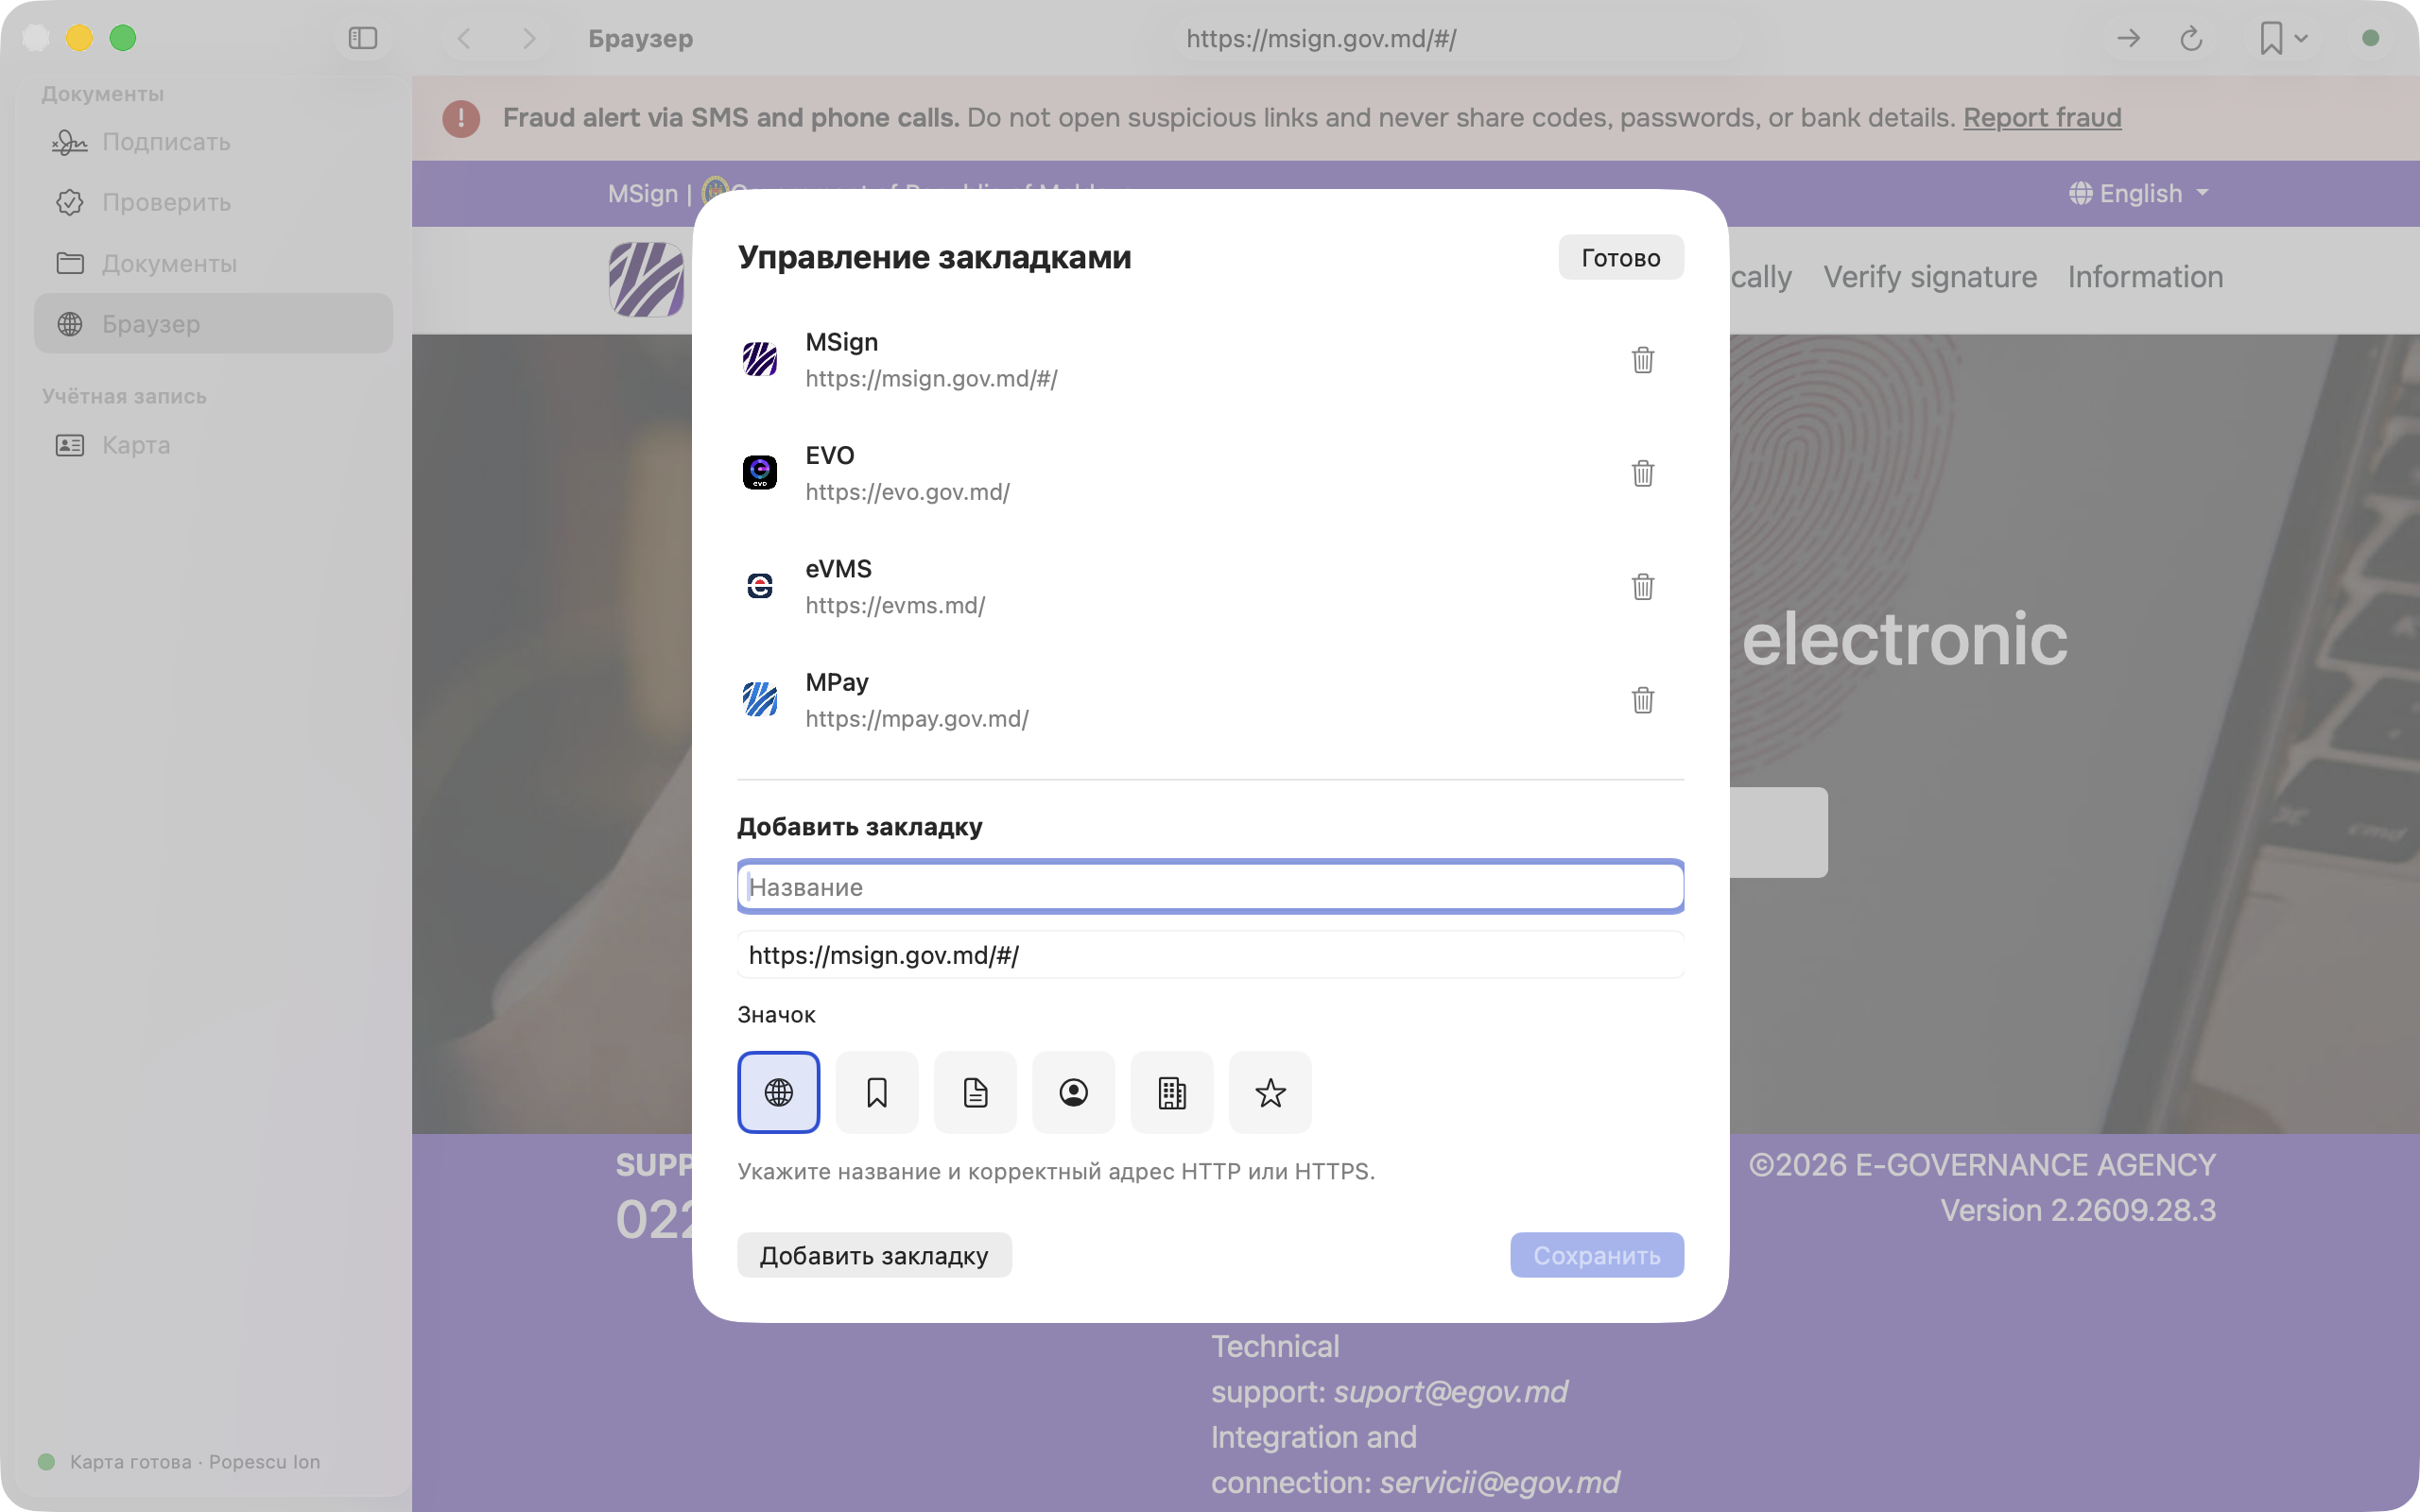 Браузер
https://msign.gov.md/#/
Документы
Подписать
Проверить
Документы
Браузер
Учётная запись
Карта
Карта готова · Popescu Ion
Fraud alert via SMS and phone calls. Do not open suspicious links and never share codes, passwords, or bank details. Report fraud
MSign |
English
cally Verify signature Information
electronic
Управление закладками
Готово
MSign
https://msign.gov.md/#/
EVO
https://evo.gov.md/
eVMS
https://evms.md/
MPay
https://mpay.gov.md/
Добавить закладку
Название
https://msign.gov.md/#/
Значок
Укажите название и корректный адрес HTTP или HTTPS.
Добавить закладку
Сохранить
SUPP
022
©2026 E-GOVERNANCE AGENCY
Version 2.2609.28.3
Technical
support: suport@egov.md
Integration and
connection: servicii@egov.md
cmd